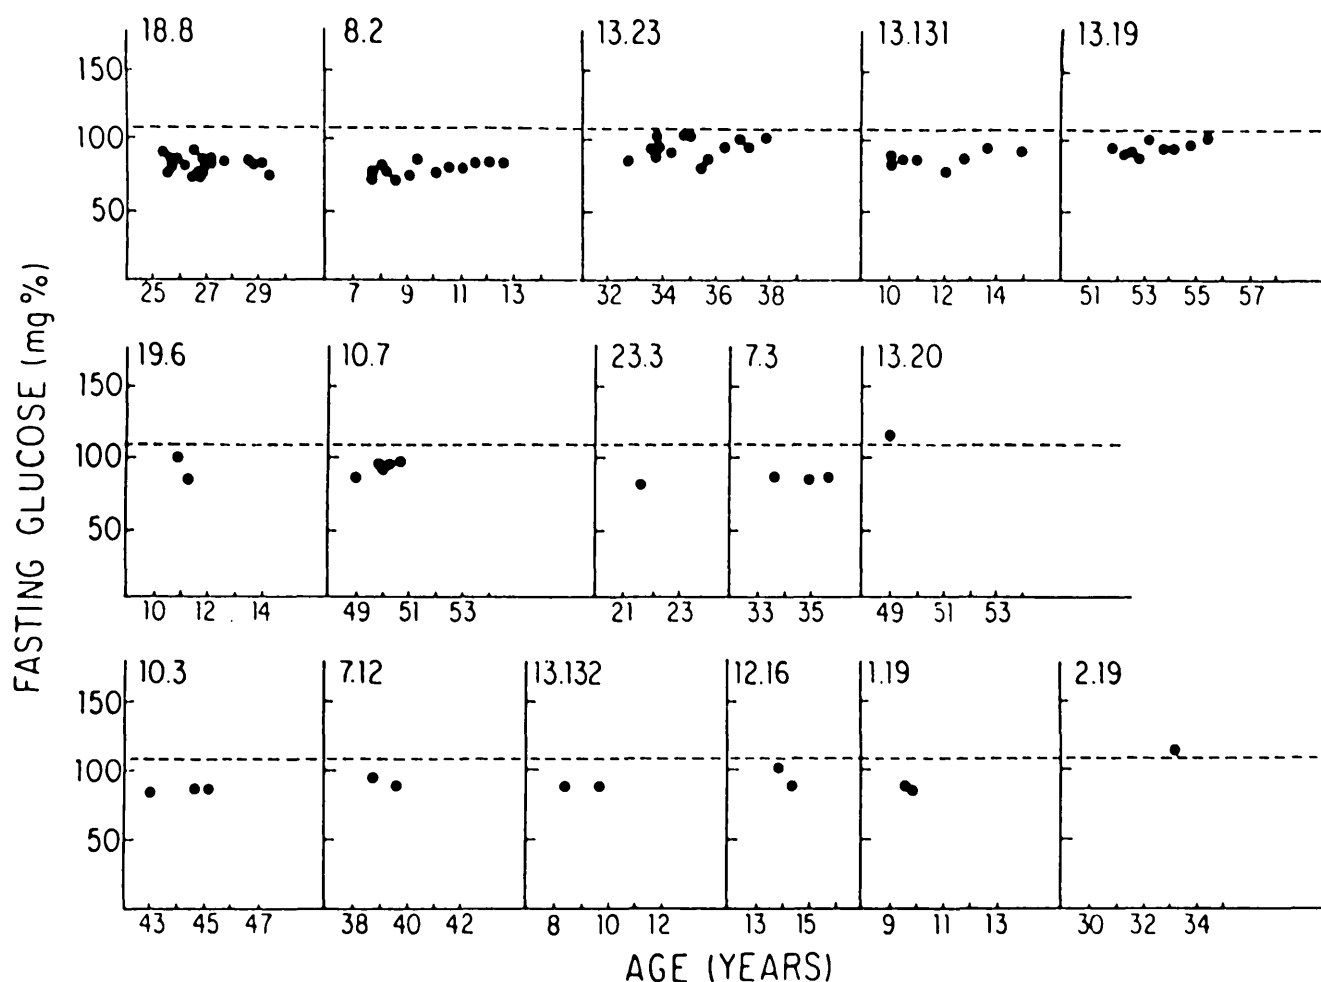 18.8 8.2 13.23 13.131 13.19
150
100
50
25 27 29 7 9 11 13 32 34 36 38 10 12 14 51 53 55 57
19.6 10.7 23.3 7.3 13.20
150
100
50
10 12 14 49 51 53 21 23 33 35 49 51 53
10.3 7.12 13.132 12.16 1.19 2.19
150
100
50
43 45 47 38 40 42 8 10 12 13 15 9 11 13 30 32 34
FASTING GLUCOSE (mg%)
AGE (YEARS)